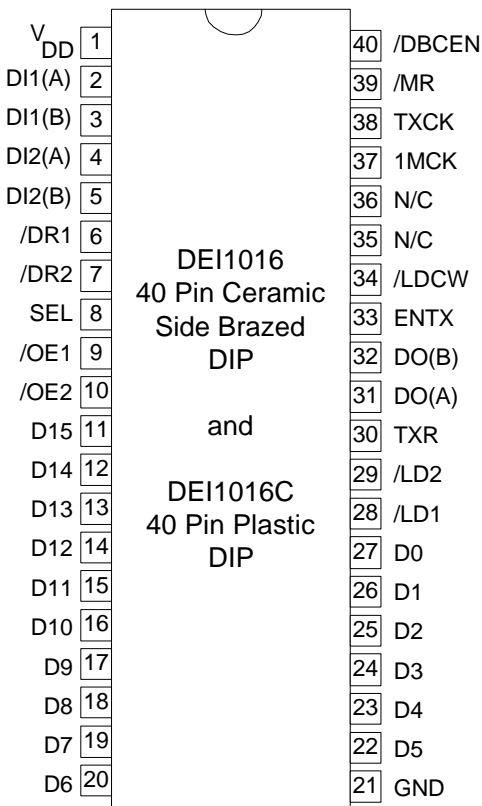 VDD 1
DI1(A) 2
DI1(B) 3
DI2(A) 4
DI2(B) 5
/DR1 6
/DR2 7
SEL 8
/OE1 9
/OE2 10
D15 11
D14 12
D13 13
D12 14
D11 15
D10 16
D9 17
D8 18
D7 19
D6 20
DEI1016
40 Pin Ceramic
Side Brazed
DIP
and
DEI1016C
40 Pin Plastic
DIP
40 /DBCEN
39 /MR
38 TXCK
37 1MCK
36 N/C
35 N/C
34 /LDCW
33 ENTX
32 DO(B)
31 DO(A)
30 TXR
29 /LD2
28 /LD1
27 D0
26 D1
25 D2
24 D3
23 D4
22 D5
21 GND